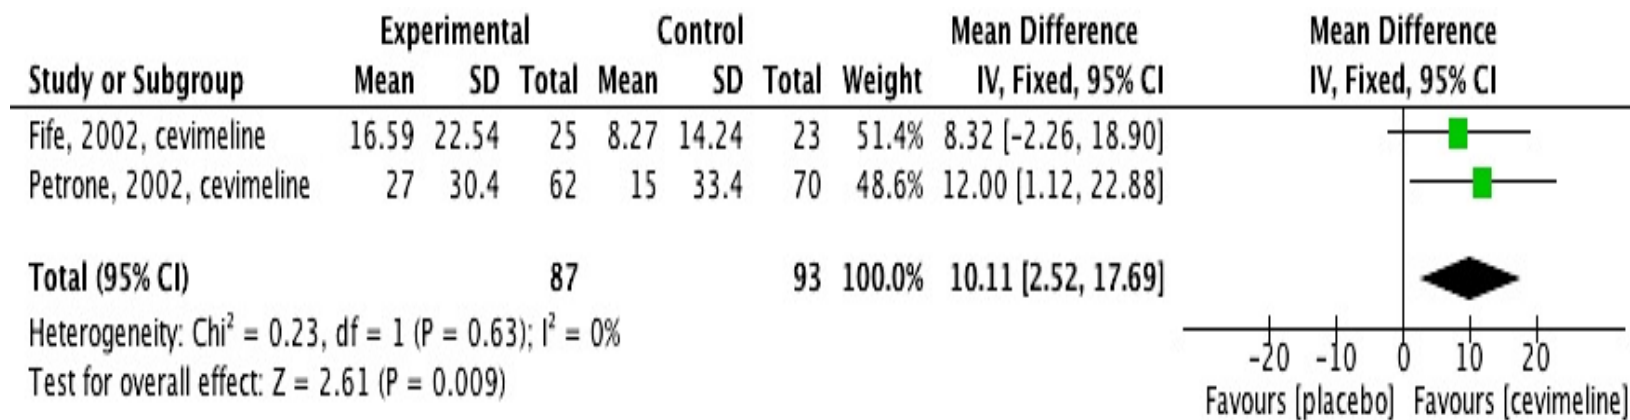 Experimental Control Mean Difference Mean Difference
Study or Subgroup Mean SD Total Mean SD Total Weight IV, Fixed, 95% CI IV, Fixed, 95% CI
Fife, 2002, cevimeline 16.59 22.54 25 8.27 14.24 23 51.4% 8.32 [−2.26, 18.90]
Petrone, 2002, cevimeline 27 30.4 62 15 33.4 70 48.6% 12.00 [1.12, 22.88]
Total (95% CI) 87 93 100.0% 10.11 [2.52, 17.69]
Heterogeneity: Chi² = 0.23, df = 1 (P = 0.63); I² = 0%
Test for overall effect: Z = 2.61 (P = 0.009)
−20 −10 0 10 20
Favours [placebo] Favours [cevimeline]